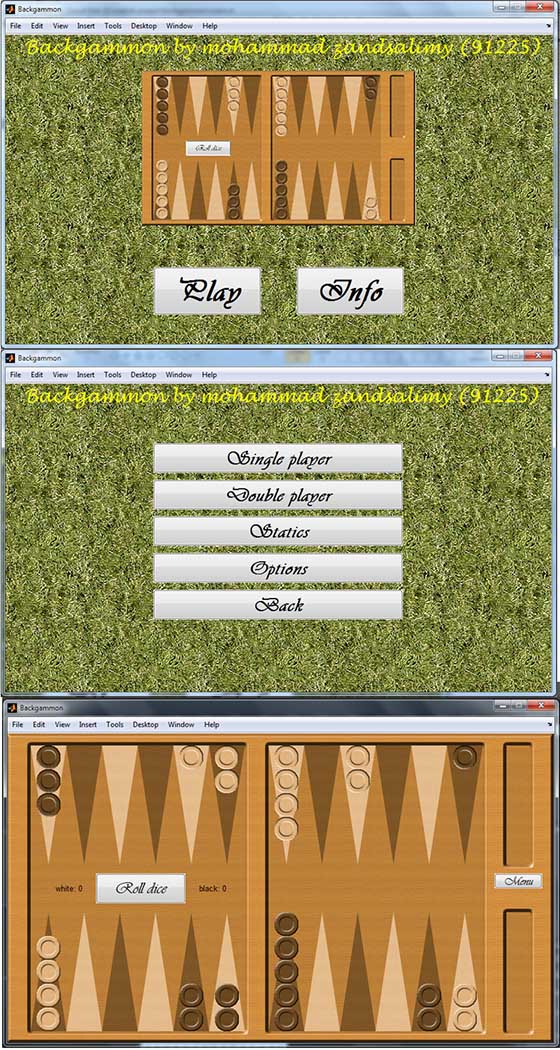 Backgammon
File Edit View Insert Tools Desktop Window Help
Backgammon by mohammad zandsalimy (91225)
Roll dice
Play Info
Backgammon
File Edit View Insert Tools Desktop Window Help
Backgammon by mohammad zandsalimy (91225)
Single player
Double player
Statics
Options
Back
Backgammon
File Edit View Insert Tools Desktop Window Help
white: 0 Roll dice black: 0 Menu